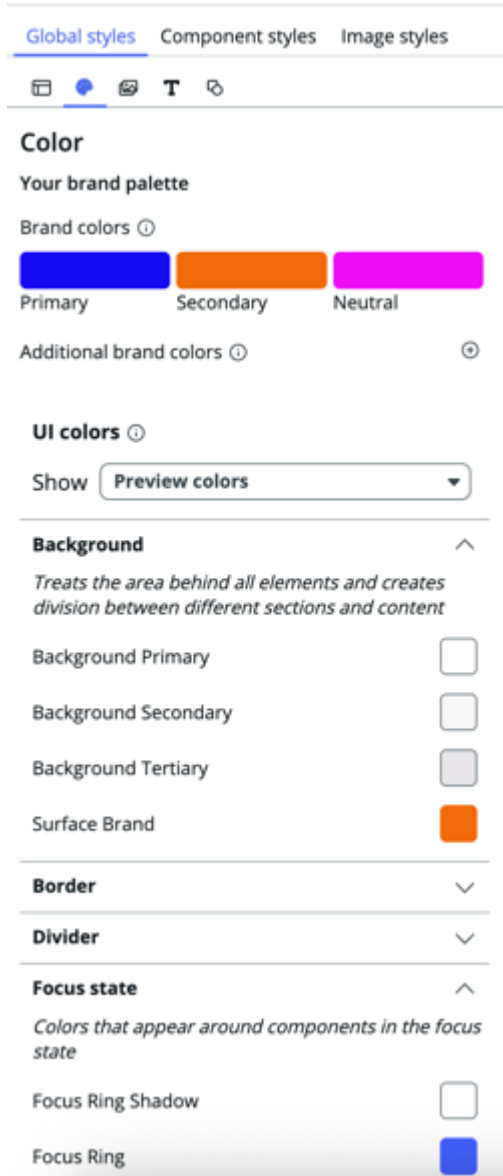 Global styles Component styles Image styles
Color
Your brand palette
Brand colors
Primary Secondary Neutral
Additional brand colors
UI colors
Show Preview colors
Background
Treats the area behind all elements and creates
division between different sections and content
Background Primary
Background Secondary
Background Tertiary
Surface Brand
Border
Divider
Focus state
Colors that appear around components in the focus
state
Focus Ring Shadow
Focus Ring